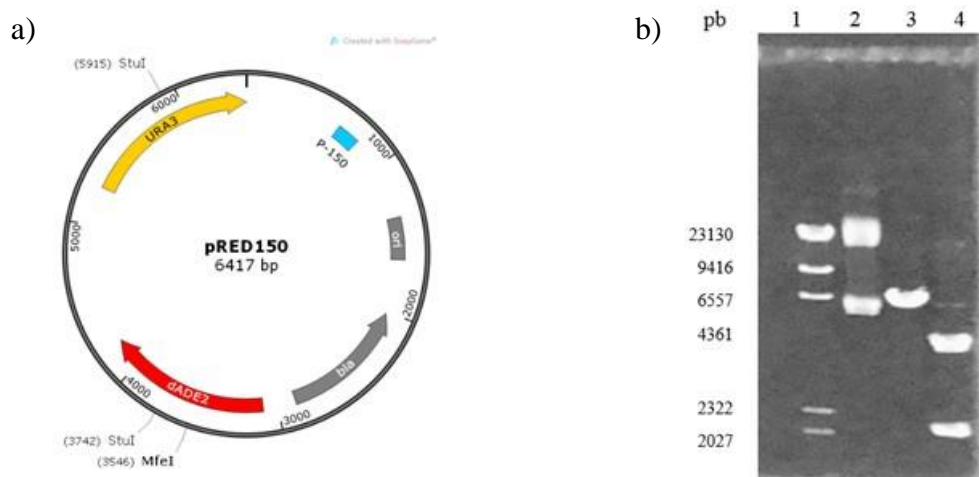 a)
Created with SnapGene®
(5915) StuI
6000
URA3
P-150
1000
ori
5000
pRED150
6417 bp
2000
bla
dADE2
4000
3000
(3742) StuI
(3546) MfeI
b)
pb 1 2 3 4
23130
9416
6557
4361
2322
2027